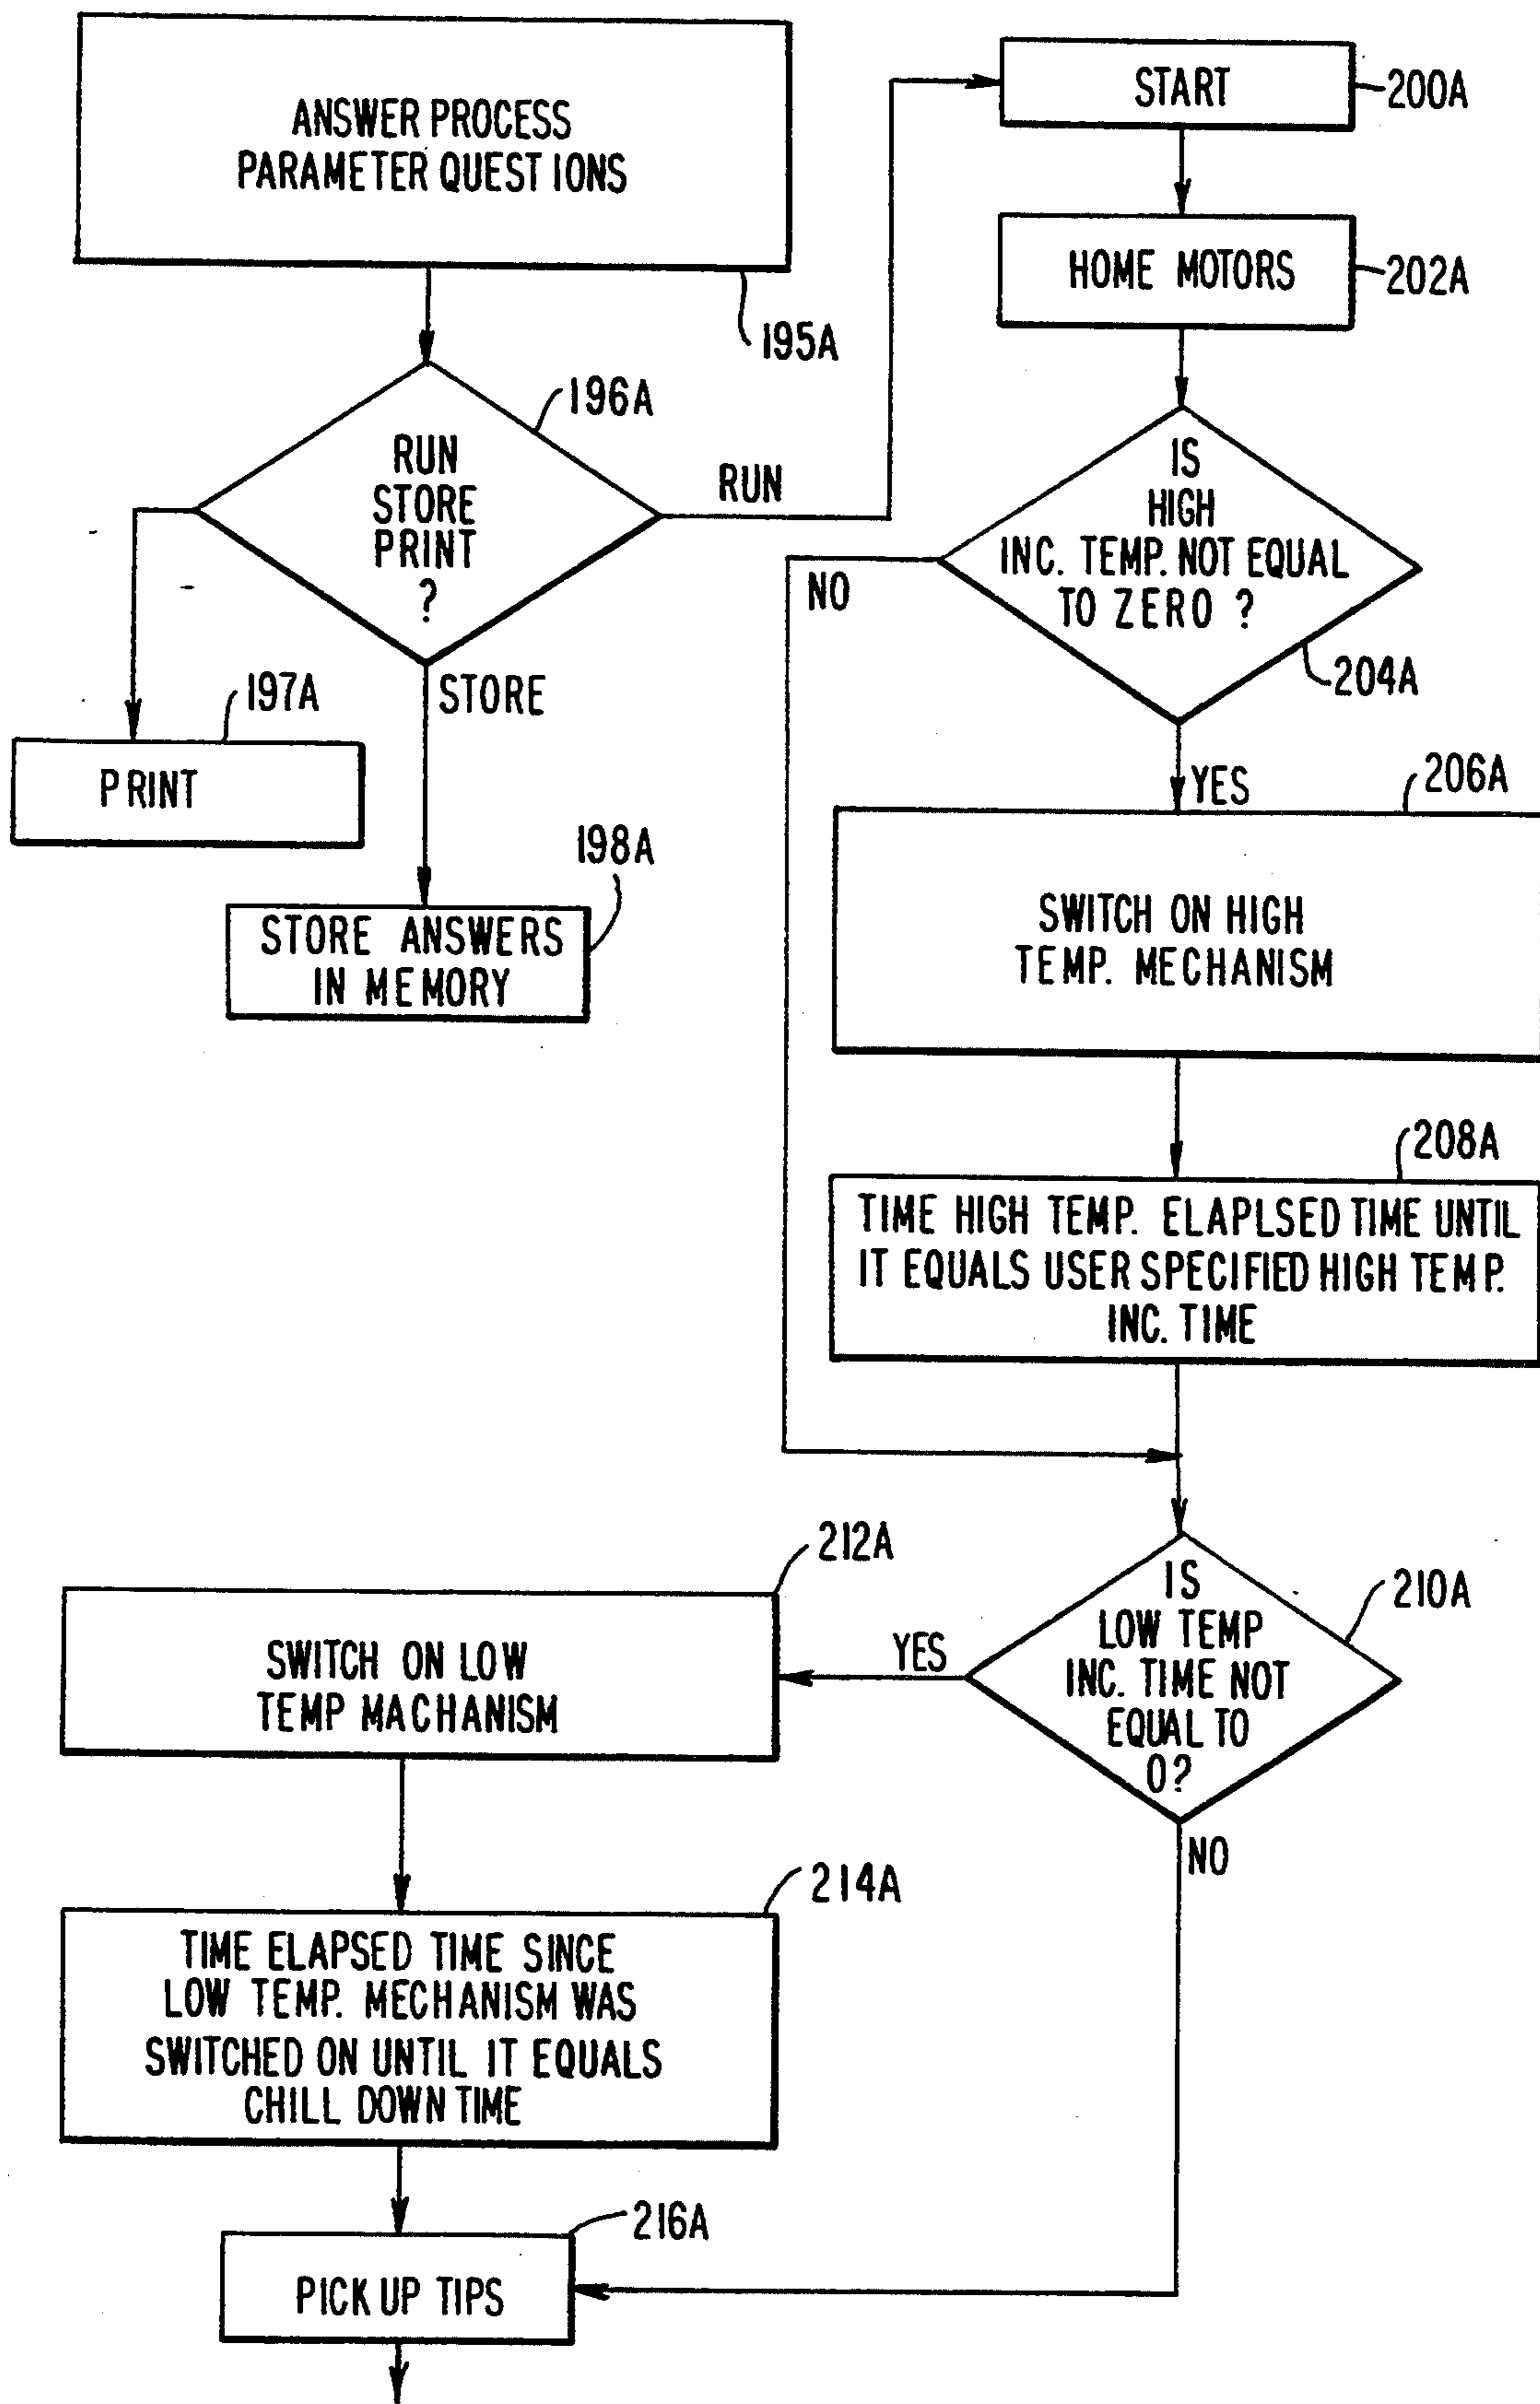 ANSWER PROCESS
PARAMETER QUESTIONS
195A
196A
RUN
STORE
PRINT
?
RUN
STORE
197A
PRINT
198A
STORE ANSWERS
IN MEMORY
START
200A
HOME MOTORS
202A
IS
HIGH
INC. TEMP. NOT EQUAL
TO ZERO ?
NO
204A
YES
206A
SWITCH ON HIGH
TEMP. MECHANISM
208A
TIME HIGH TEMP. ELAPLSED TIME UNTIL
IT EQUALS USER SPECIFIED HIGH TEMP.
INC. TIME
210A
IS
LOW TEMP
INC. TIME NOT
EQUAL TO
0?
YES
NO
212A
SWITCH ON LOW
TEMP MACHANISM
214A
TIME ELAPSED TIME SINCE
LOW TEMP. MECHANISM WAS
SWITCHED ON UNTIL IT EQUALS
CHILL DOWN TIME
216A
PICK UP TIPS